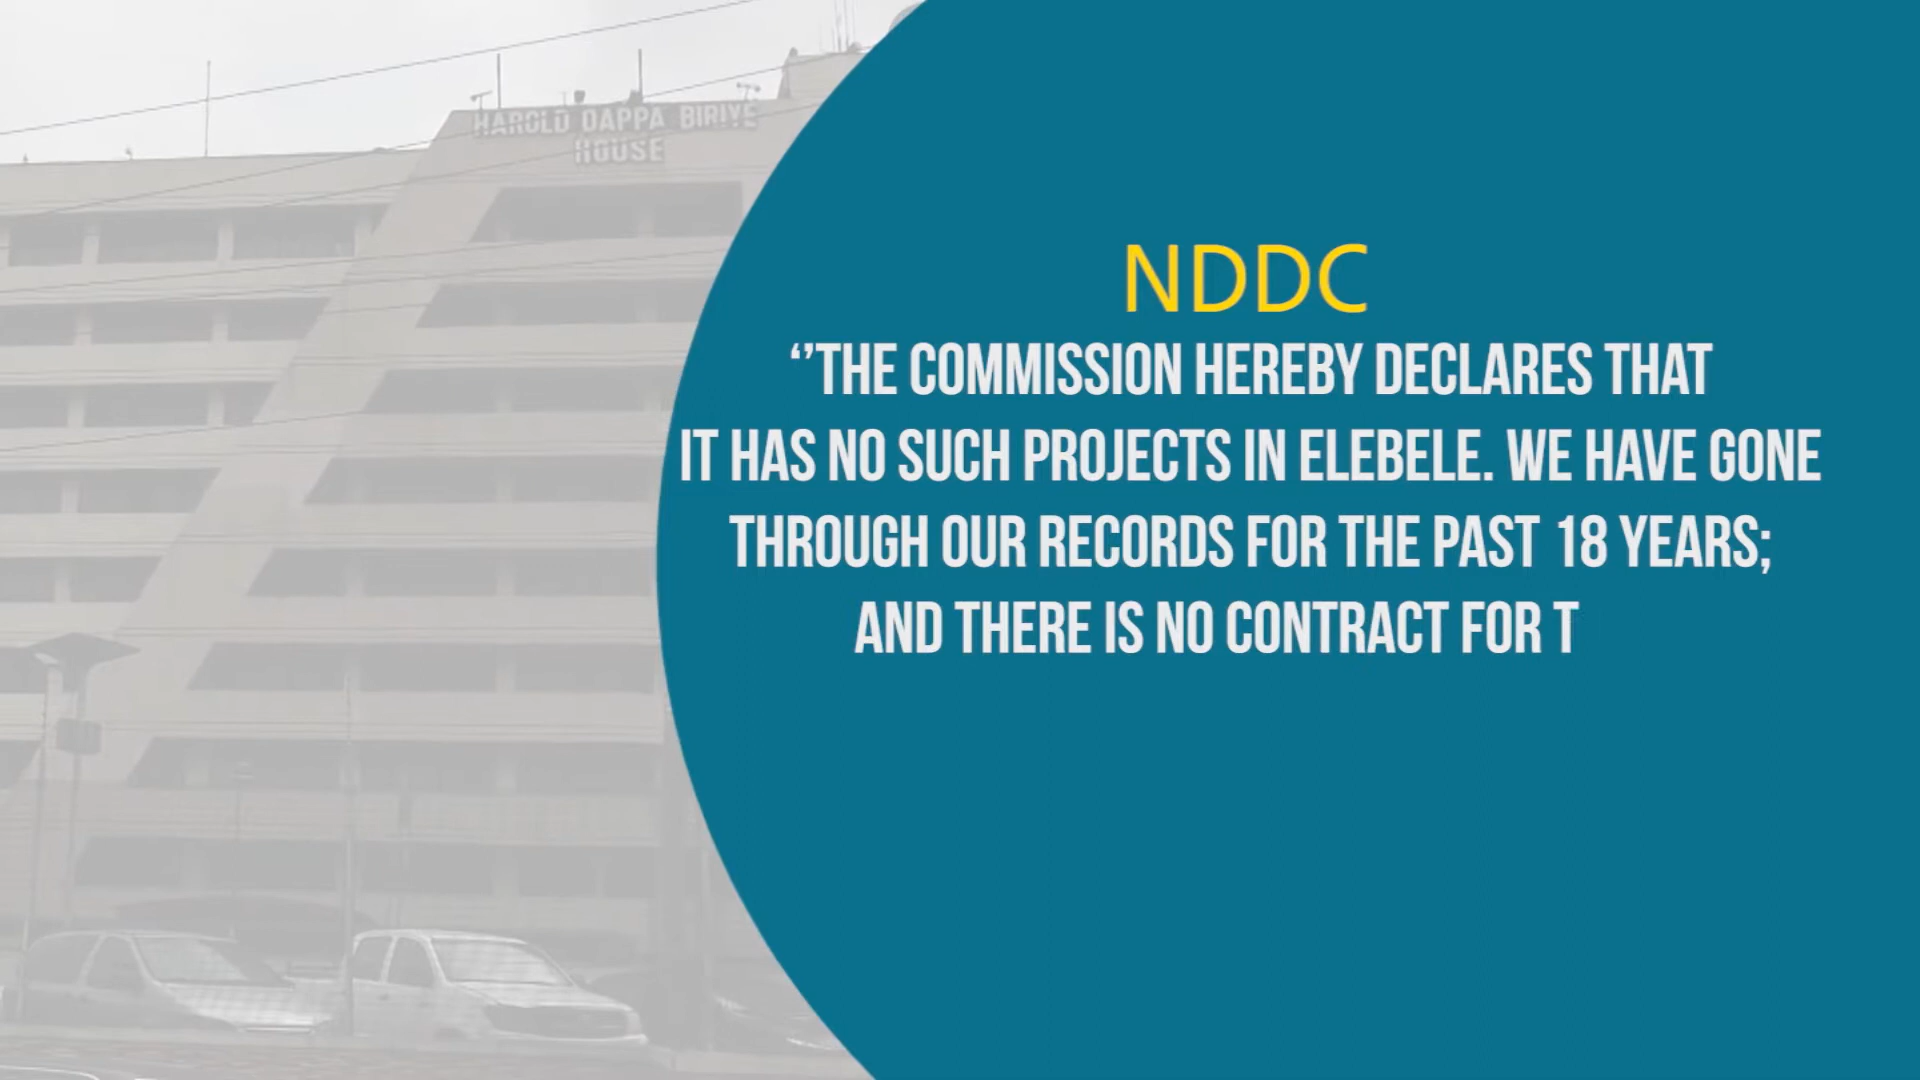 HAROLD DAPPA BIRIYE
HOUSE
NDDC
‘’THE COMMISSION HEREBY DECLARES THAT
IT HAS NO SUCH PROJECTS IN ELEBELE. WE HAVE GONE
THROUGH OUR RECORDS FOR THE PAST 18 YEARS;
AND THERE IS NO CONTRACT FOR T